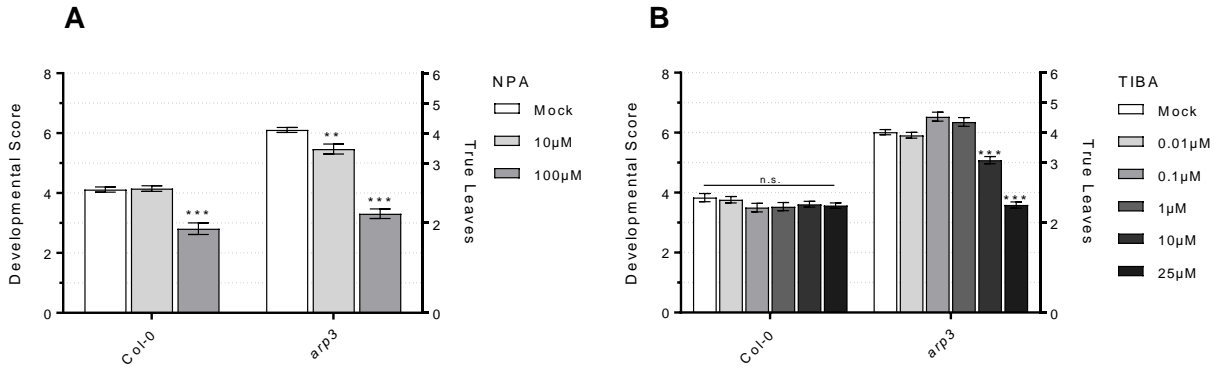 A
Developmental Score
8
6
4
2
0
***
**
***
Col-0
arp3
6
5
4
3
2
0
True Leaves
NPA
Mock
10μM
100μM
B
Developmental Score
8
6
4
2
0
n.s.
***
***
Col-0
arp3
6
5
4
3
2
0
True Leaves
TIBA
Mock
0.01μM
0.1μM
1μM
10μM
25μM